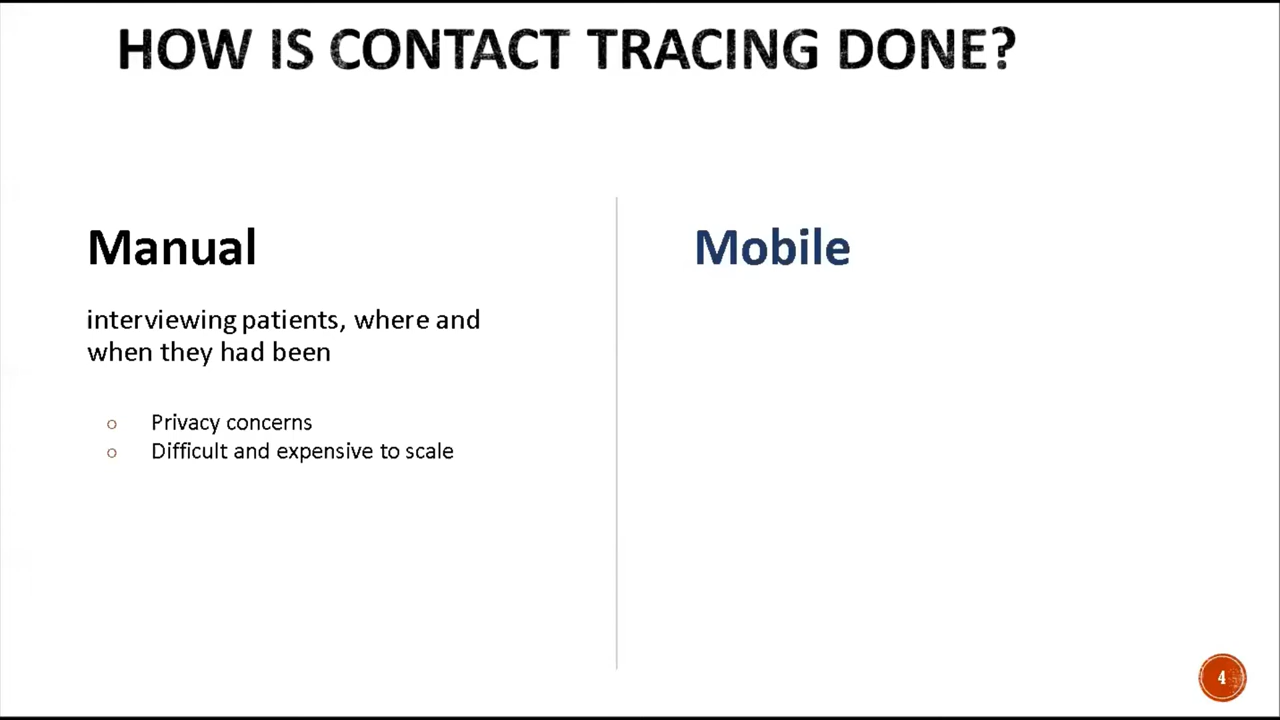 HOW IS CONTACT TRACING DONE?
Manual
interviewing patients, where and
when they had been
○ Privacy concerns
○ Difficult and expensive to scale
Mobile
4